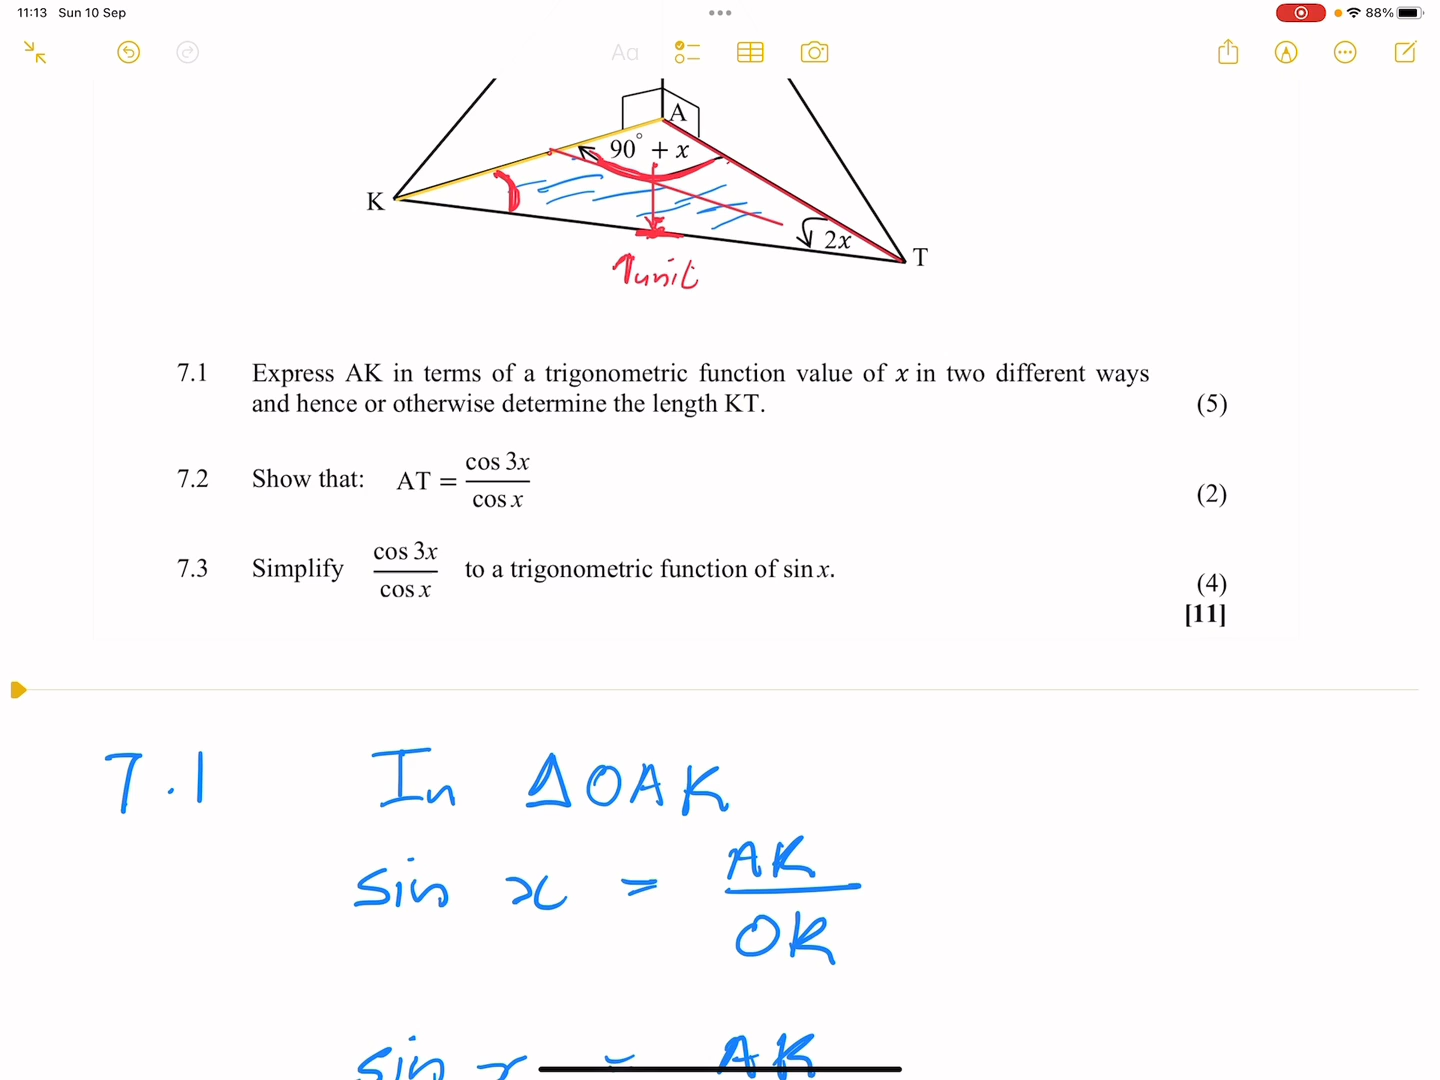 11:13 Sun 10 Sep
88%
Aa
A
90° + x
K
2x
T
1unit
7.1 Express AK in terms of a trigonometric function value of x in two different ways
and hence or otherwise determine the length KT. (5)
7.2 Show that: AT = cos 3x / cos x (2)
7.3 Simplify cos 3x / cos x to a trigonometric function of sin x. (4)
[11]
7.1 In ΔOAK
sin x = AK / OK
sin x = AK